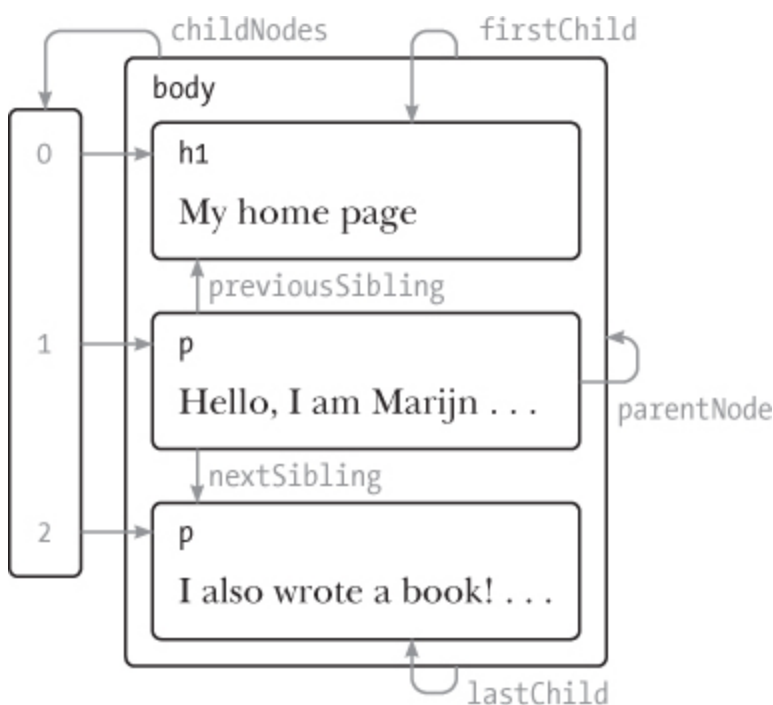 childNodes
firstChild
body
0
h1
My home page
previousSibling
1
p
Hello, I am Marijn . . .
parentNode
nextSibling
2
p
I also wrote a book! . . .
lastChild